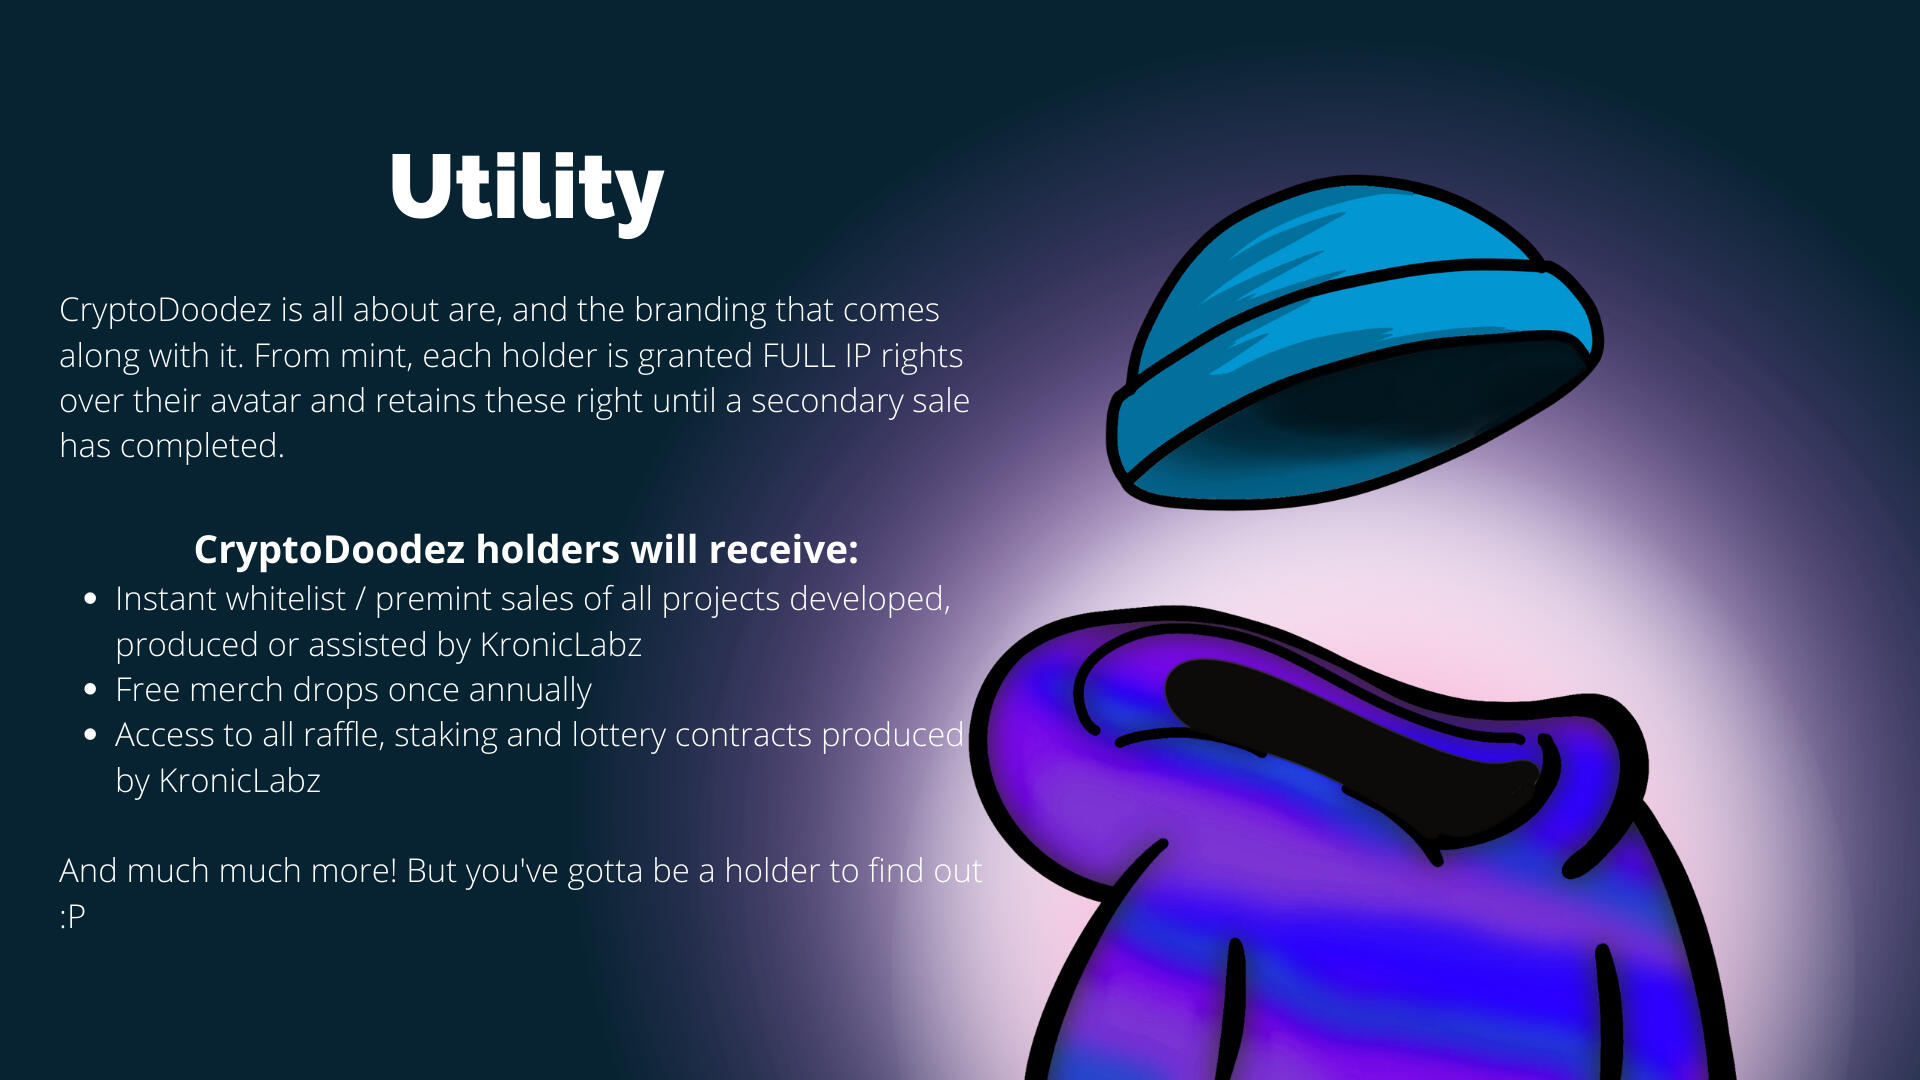 Utility
CryptoDoodez is all about are, and the branding that comes
along with it. From mint, each holder is granted FULL IP rights
over their avatar and retains these right until a secondary sale
has completed.
CryptoDoodez holders will receive:
• Instant whitelist / premint sales of all projects developed,
produced or assisted by KronicLabz
• Free merch drops once annually
• Access to all raffle, staking and lottery contracts produced
by KronicLabz
And much much more! But you've gotta be a holder to find out
:P